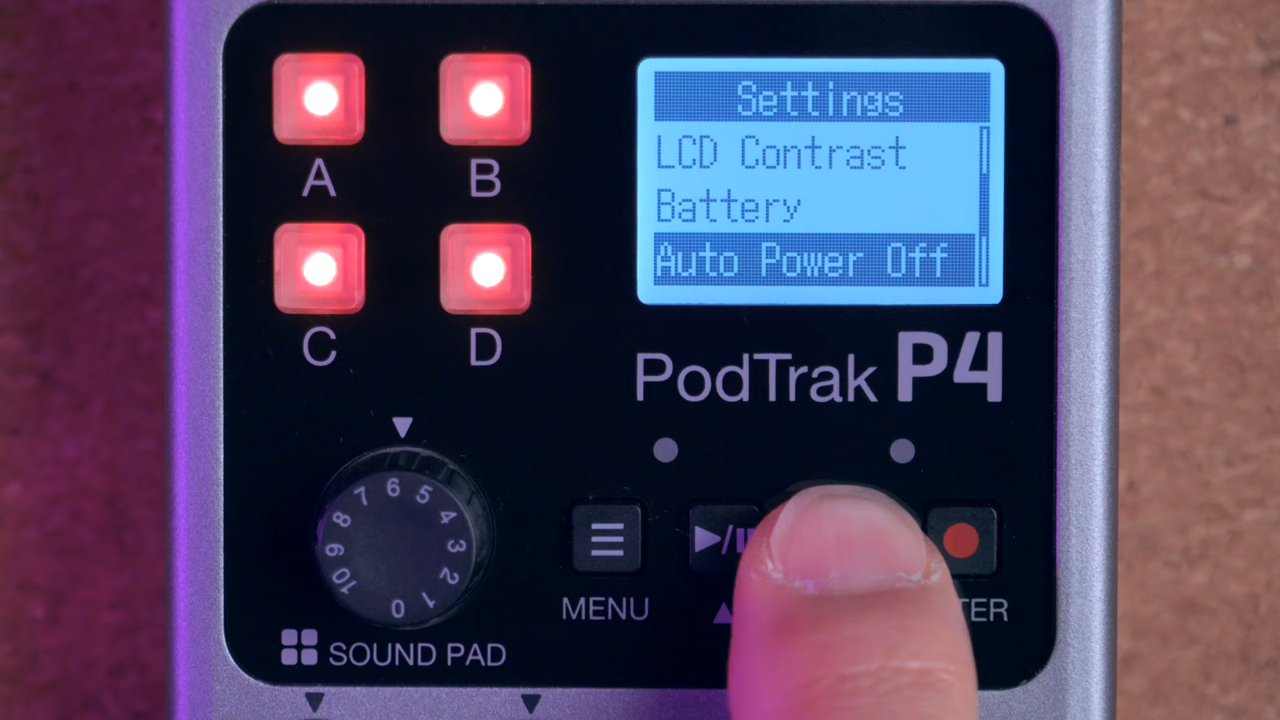 Settings
LCD Contrast
Battery
Auto Power Off
A
B
C
D
PodTrak P4
10 9 8 7 6 5 4 3 2 1 0
MENU
TER
SOUND PAD